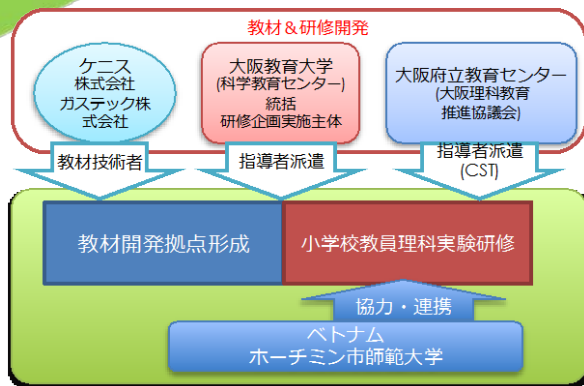 教材＆研修開発
ケニス
株式会社
ガステック株
式会社
大阪教育大学
(科学教育センター)
統括
研修企画実施主体
大阪府立教育センター
(大阪理科教育
推進協議会)
教材技術者
指導者派遣
指導者派遣
(CST)
教材開発拠点形成
小学校教員理科実験研修
協力・連携
ベトナム
ホーチミン市師範大学